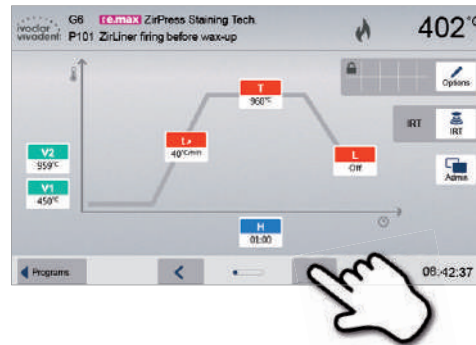 ivoclar
vivadent:
G6 IPS e.max ZirPress Staining Tech.
P101 ZirLiner firing before wax-up
402°C
Options
T
960°C
IRT
IRT
t↗
40°C/min
V2
959°C
L
Off
Admin
V1
450°C
H
01:00
Programs
<
08:42:37